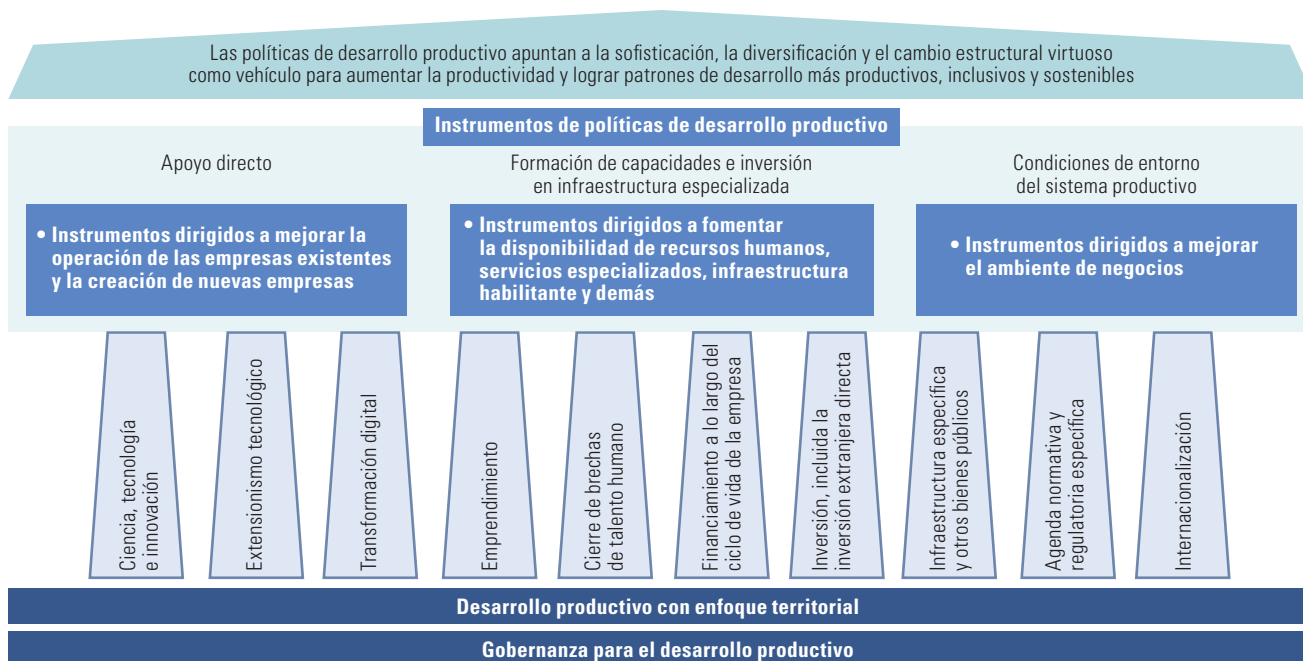 Las políticas de desarrollo productivo apuntan a la sofisticación, la diversificación y el cambio estructural virtuoso
como vehículo para aumentar la productividad y lograr patrones de desarrollo más productivos, inclusivos y sostenibles
Instrumentos de políticas de desarrollo productivo
Apoyo directo
• Instrumentos dirigidos a mejorar la
operación de las empresas existentes
y la creación de nuevas empresas
Formación de capacidades e inversión
en infraestructura especializada
• Instrumentos dirigidos a fomentar
la disponibilidad de recursos humanos,
servicios especializados, infraestructura
habilitante y demás
Condiciones de entorno
del sistema productivo
• Instrumentos dirigidos a mejorar
el ambiente de negocios
Ciencia, tecnología
e innovación
Extensionismo tecnológico
Transformación digital
Emprendimiento
Cierre de brechas
de talento humano
Financiamiento a lo largo del
ciclo de vida de la empresa
Inversión, incluida la
inversión extranjera directa
Infraestructura específica
y otros bienes públicos
Agenda normativa y
regulatoria específica
Internacionalización
Desarrollo productivo con enfoque territorial
Gobernanza para el desarrollo productivo